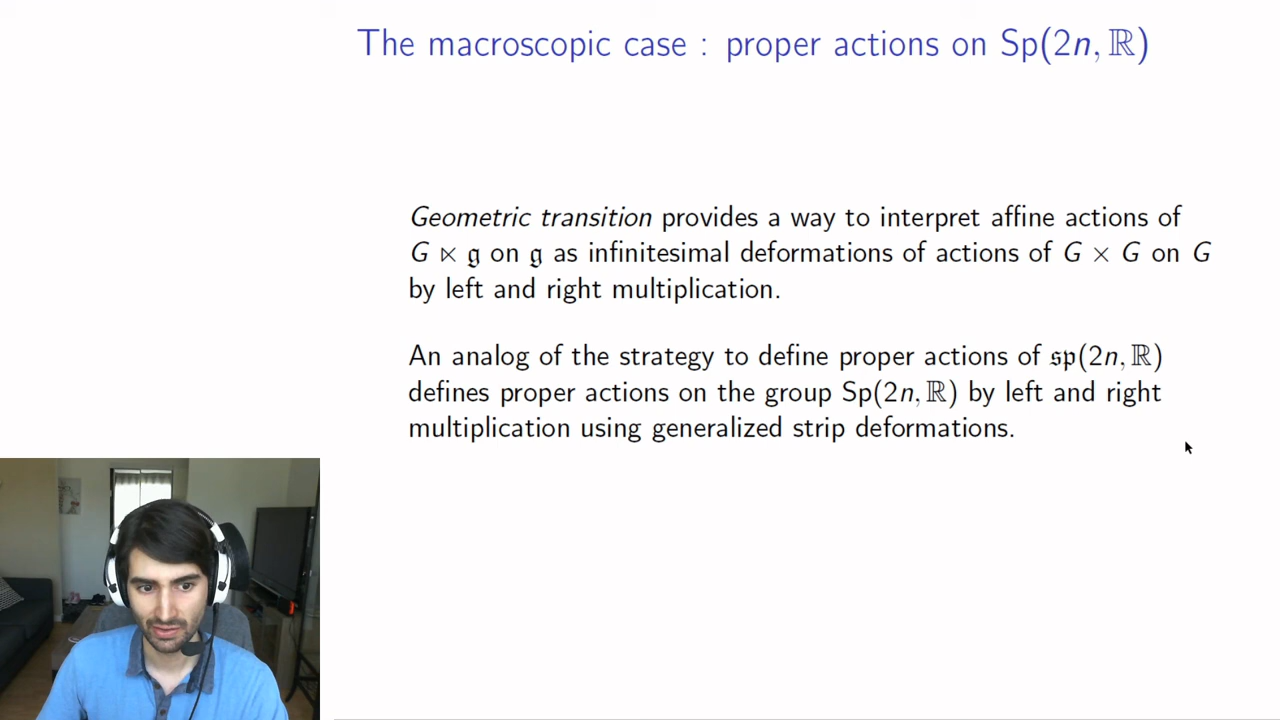 The macroscopic case : proper actions on Sp(2n, ℝ)
Geometric transition provides a way to interpret affine actions of
G ⋉ 𝔤 on 𝔤 as infinitesimal deformations of actions of G × G on G
by left and right multiplication.
An analog of the strategy to define proper actions of 𝔰𝔭(2n, ℝ)
defines proper actions on the group Sp(2n, ℝ) by left and right
multiplication using generalized strip deformations.